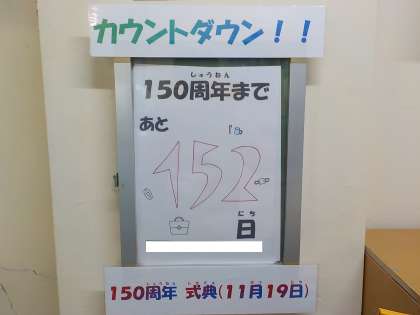 カウントダウン!!
しゅうねん
150周年まで
あと
152
にち
日
150周年 式典(11月19日)